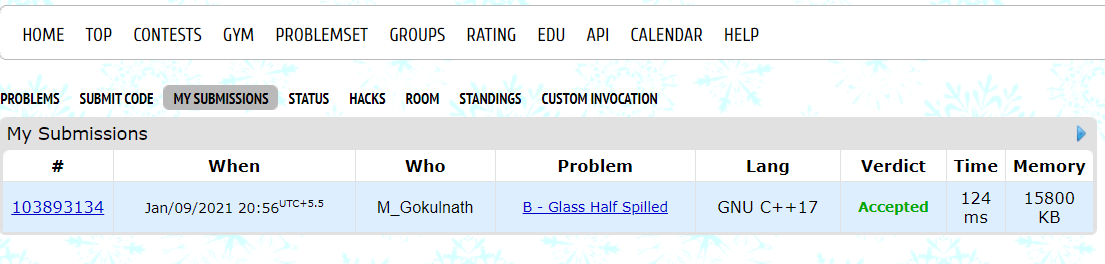 HOME TOP CONTESTS GYM PROBLEMSET GROUPS RATING EDU API CALENDAR HELP
PROBLEMS SUBMIT CODE MY SUBMISSIONS STATUS HACKS ROOM STANDINGS CUSTOM INVOCATION
My Submissions
# When Who Problem Lang Verdict Time Memory
103893134 Jan/09/2021 20:56UTC+5.5 M_Gokulnath B - Glass Half Spilled GNU C++17 Accepted 124 ms 15800 KB